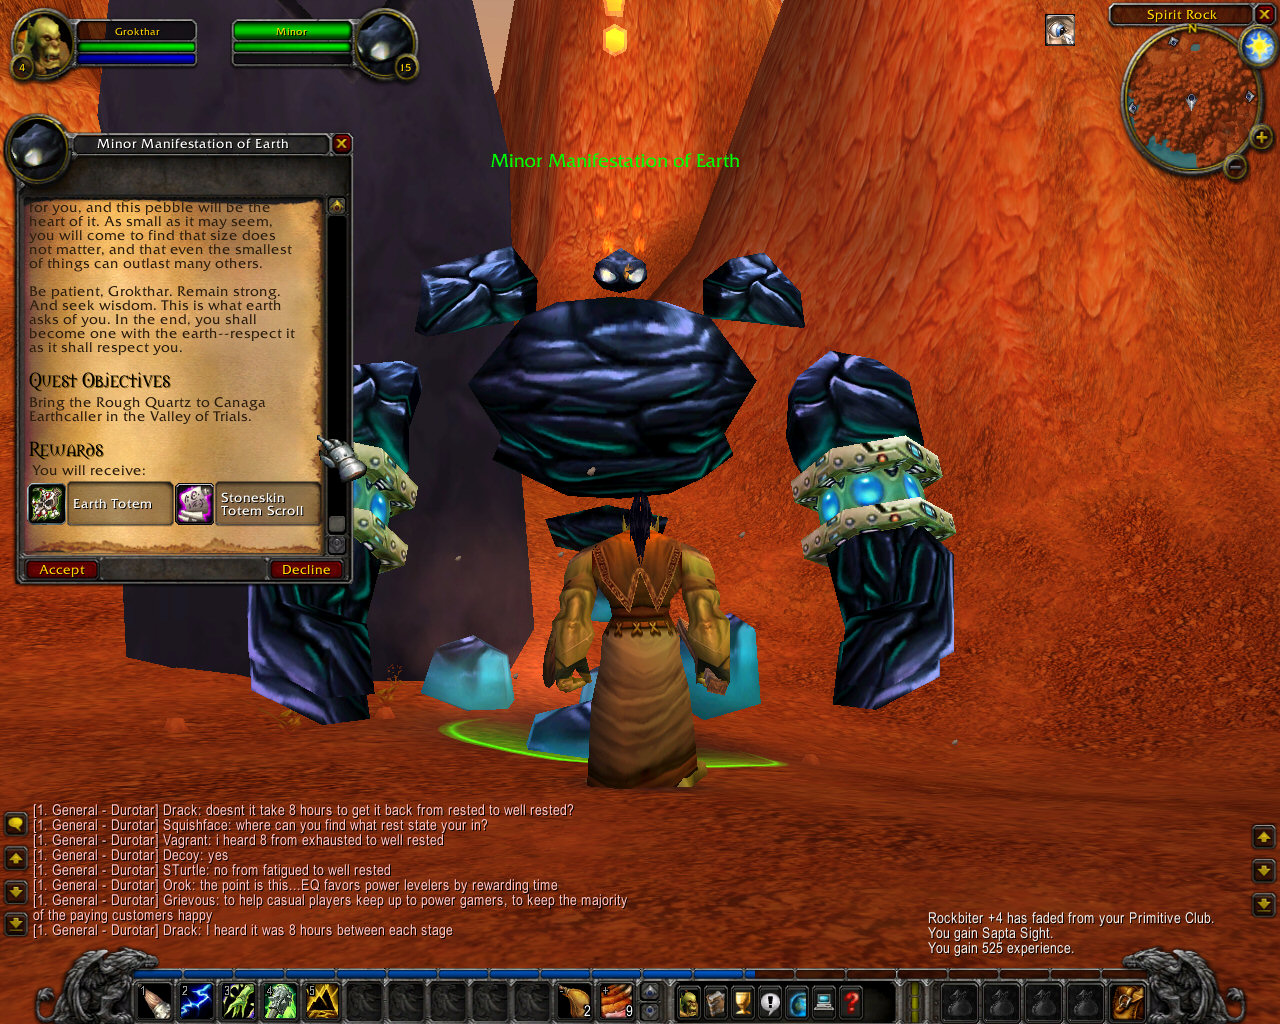 Grokthar
4
Minor
15
Spirit Rock
N
Minor Manifestation of Earth
Minor Manifestation of Earth
for you, and this pebble will be the
heart of it. As small as it may seem,
you will come to find that size does
not matter, and that even the smallest
of things can outlast many others.
Be patient, Grokthar. Remain strong.
And seek wisdom. This is what earth
asks of you. In the end, you shall
become one with the earth--respect it
as it shall respect you.
Quest Objectives
Bring the Rough Quartz to Canaga
Earthcaller in the Valley of Trials.
Rewards
You will receive:
Earth Totem
Stoneskin
Totem Scroll
Accept
Decline
[1. General - Durotar] Drack: doesnt it take 8 hours to get it back from rested to well rested?
[1. General - Durotar] Squishface: where can you find what rest state your in?
[1. General - Durotar] Vagrant: i heard 8 from exhausted to well rested
[1. General - Durotar] Decoy: yes
[1. General - Durotar] STurtle: no from fatigued to well rested
[1. General - Durotar] Orok: the point is this...EQ favors power levelers by rewarding time
[1. General - Durotar] Grievous: to help casual players keep up to power gamers, to keep the majority
of the paying customers happy
[1. General - Durotar] Drack: I heard it was 8 hours between each stage
Rockbiter +4 has faded from your Primitive Club.
You gain Sapta Sight.
You gain 525 experience.
1 2 3 4 5 2 + 9